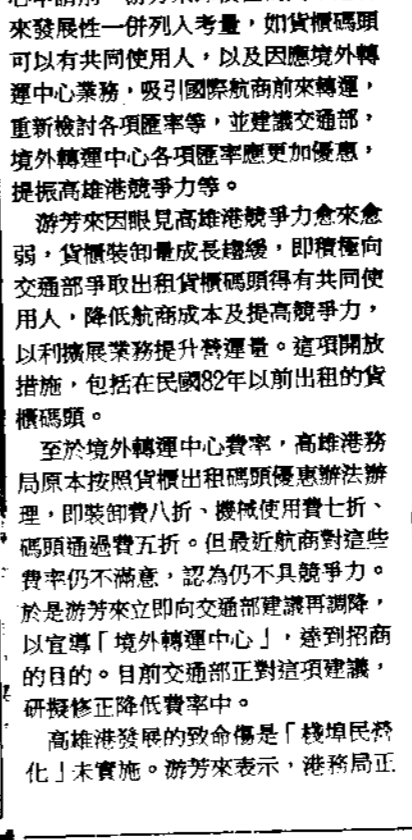 來發展性一併列入考量，如貨櫃碼頭
可以有共同使用人，以及因應境外轉
運中心業務，吸引國際航商前來轉運，
重新檢討各項匯率等，並建議交通部，
境外轉運中心各項匯率應更加優惠，
提振高雄港競爭力等。
游芳來因眼見高雄港競爭力愈來愈
弱，貨櫃裝卸量成長趨緩，即積極向
交通部爭取出租貨櫃碼頭得有共同使
用人，降低航商成本及提高競爭力，
以利擴展業務提升營運量。這項開放
措施，包括在民國82年以前出租的貨
櫃碼頭。
至於境外轉運中心費率，高雄港務
局原本按照貨櫃出租碼頭優惠辦法辦
理，即裝卸費八折、機械使用費七折、
碼頭通過費五折。但最近航商對這些
費率仍不滿意，認為仍不具競爭力。
於是游芳來立即向交通部建議再調降，
以宣導「境外轉運中心」，達到招商
的目的。目前交通部正對這項建議，
研擬修正降低費率中。
高雄港發展的致命傷是「棧埠民營
化」未實施。游芳來表示，港務局正